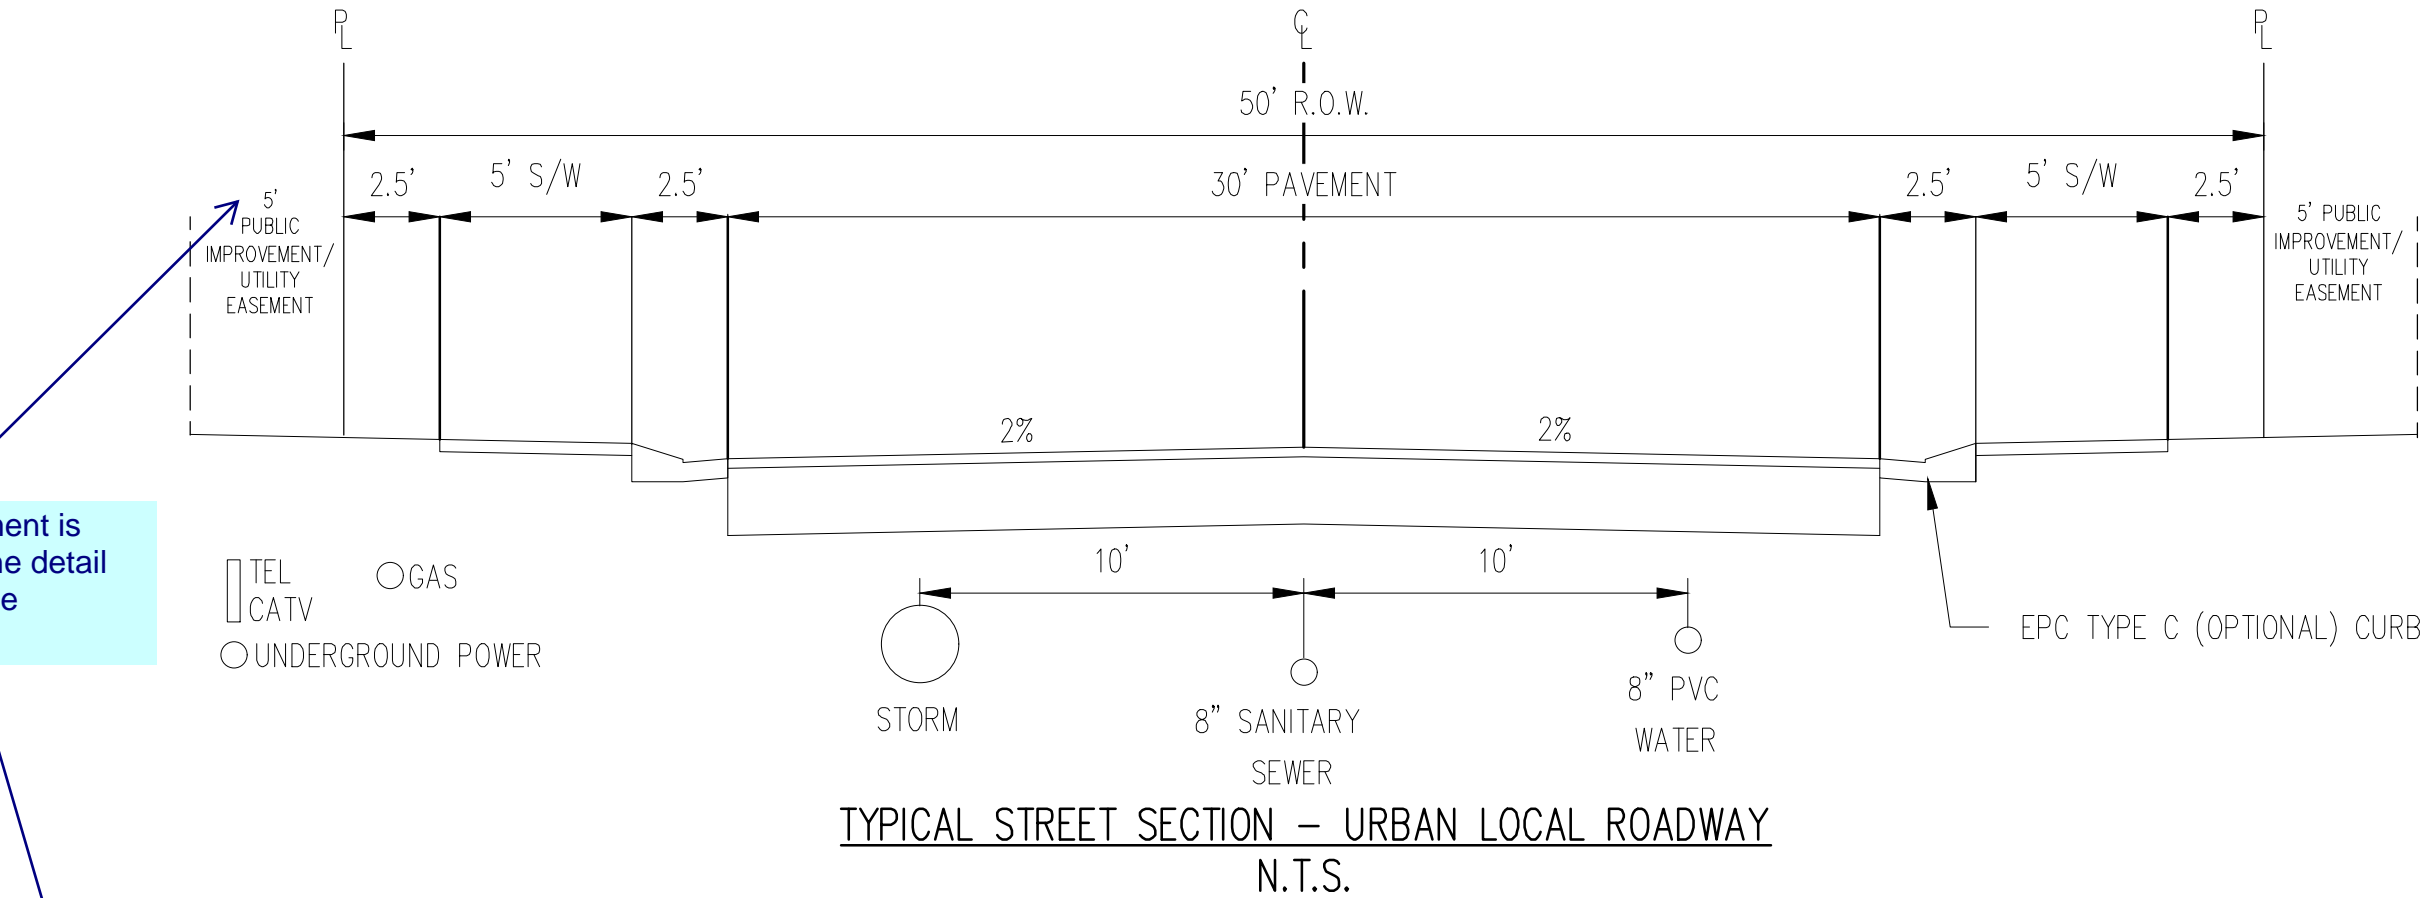 PL
CL
PL
50' R.O.W.
2.5'
5' S/W
2.5'
30' PAVEMENT
2.5'
5' S/W
2.5'
5'
PUBLIC
IMPROVEMENT/
UTILITY
EASEMENT
5' PUBLIC
IMPROVEMENT/
UTILITY
EASEMENT
2%
2%
is
detail
TEL
CATV
GAS
UNDERGROUND POWER
10'
10'
EPC TYPE C (OPTIONAL) CURB
STORM
8" SANITARY
SEWER
8" PVC
WATER
TYPICAL STREET SECTION – URBAN LOCAL ROADWAY
N.T.S.